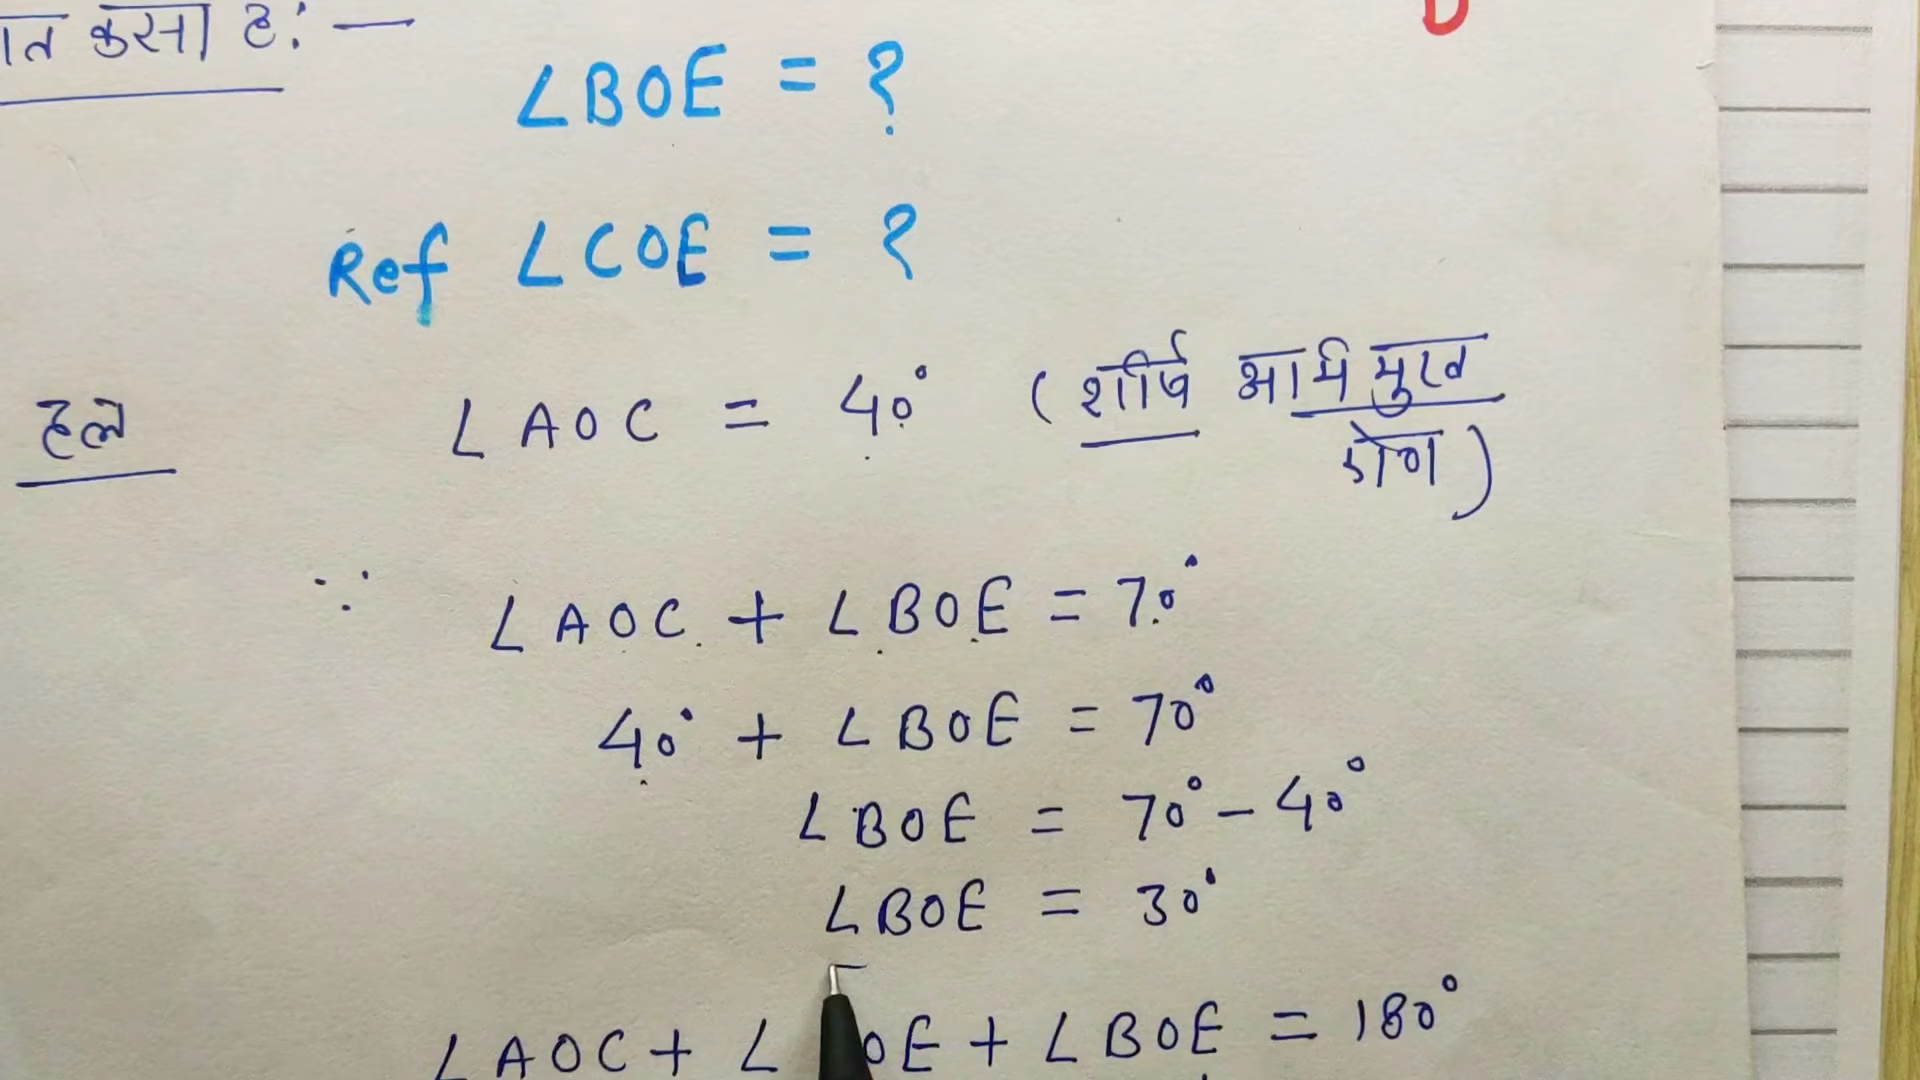 करना है:—
∠BOE = ?
Ref ∠COE = ?
हल ∠AOC = 40° (शीर्ष अभिमुख
कोण)
∵ ∠AOC + ∠BOE = 70°
40° + ∠BOE = 70°
∠BOE = 70° - 40°
∠BOE = 30°
∠AOC + ∠ OE + ∠BOE = 180°